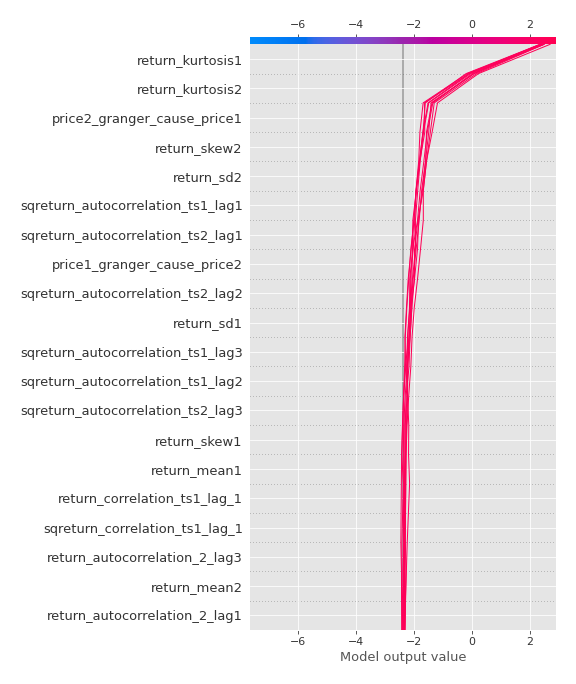 −6 −4 −2 0 2
return_kurtosis1
return_kurtosis2
price2_granger_cause_price1
return_skew2
return_sd2
sqreturn_autocorrelation_ts1_lag1
sqreturn_autocorrelation_ts2_lag1
price1_granger_cause_price2
sqreturn_autocorrelation_ts2_lag2
return_sd1
sqreturn_autocorrelation_ts1_lag3
sqreturn_autocorrelation_ts1_lag2
sqreturn_autocorrelation_ts2_lag3
return_skew1
return_mean1
return_correlation_ts1_lag_1
sqreturn_correlation_ts1_lag_1
return_autocorrelation_2_lag3
return_mean2
return_autocorrelation_2_lag1
−6 −4 −2 0 2
Model output value